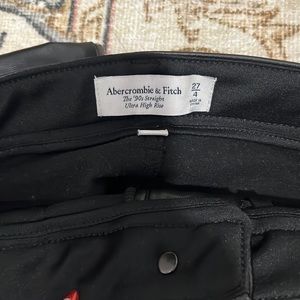 Abercrombie & Fitch
The '90s Straight
Ultra High Rise
27
4